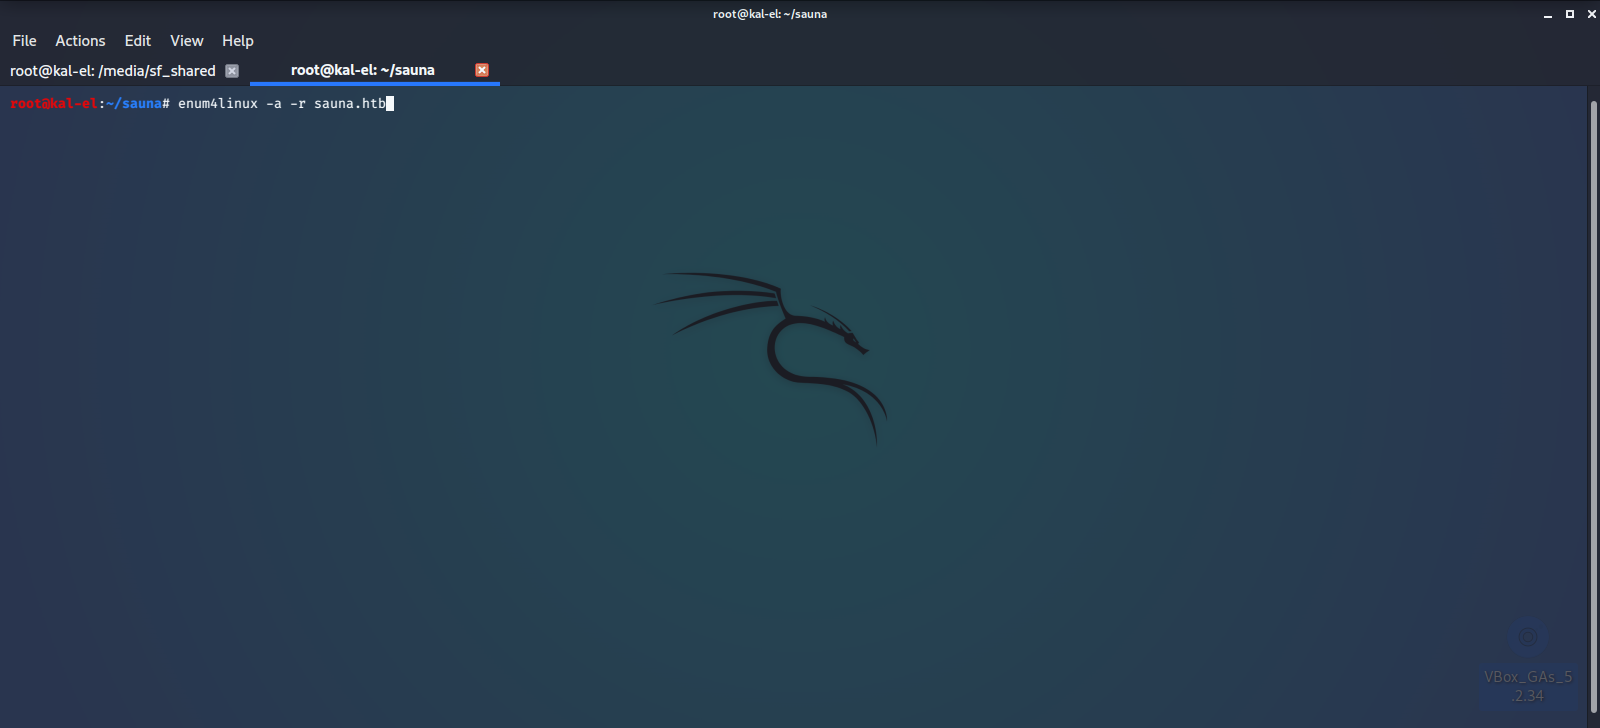 root@kal-el: ~/sauna
File Actions Edit View Help
root@kal-el: /media/sf_shared root@kal-el: ~/sauna
root@kal-el:~/sauna# enum4linux -a -r sauna.htb
VBox_GAs_5
.2.34